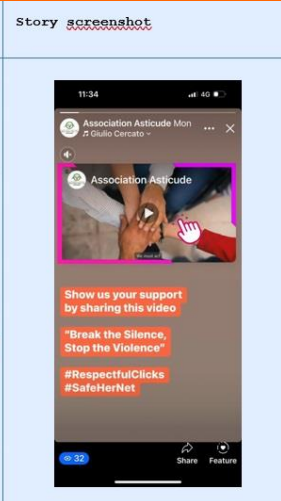 Story screenshot
11:34
4G
Association Asticude Mon
Giulio Cercato
Association Asticude
Show us your support
by sharing this video
"Break the Silence,
Stop the Violence"
#RespectfulClicks
#SafeHerNet
32
Share Feature